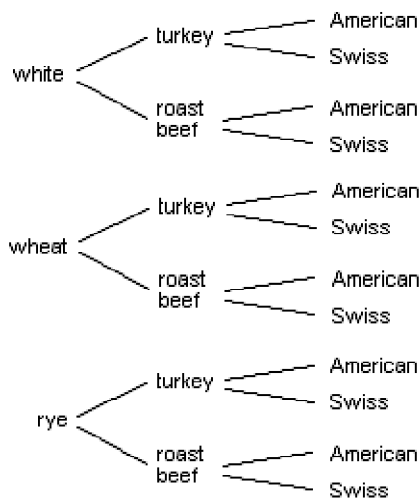 American
turkey
Swiss
white
roast
beef
American
Swiss
American
turkey
Swiss
wheat
roast
beef
American
Swiss
American
turkey
Swiss
rye
roast
beef
American
Swiss